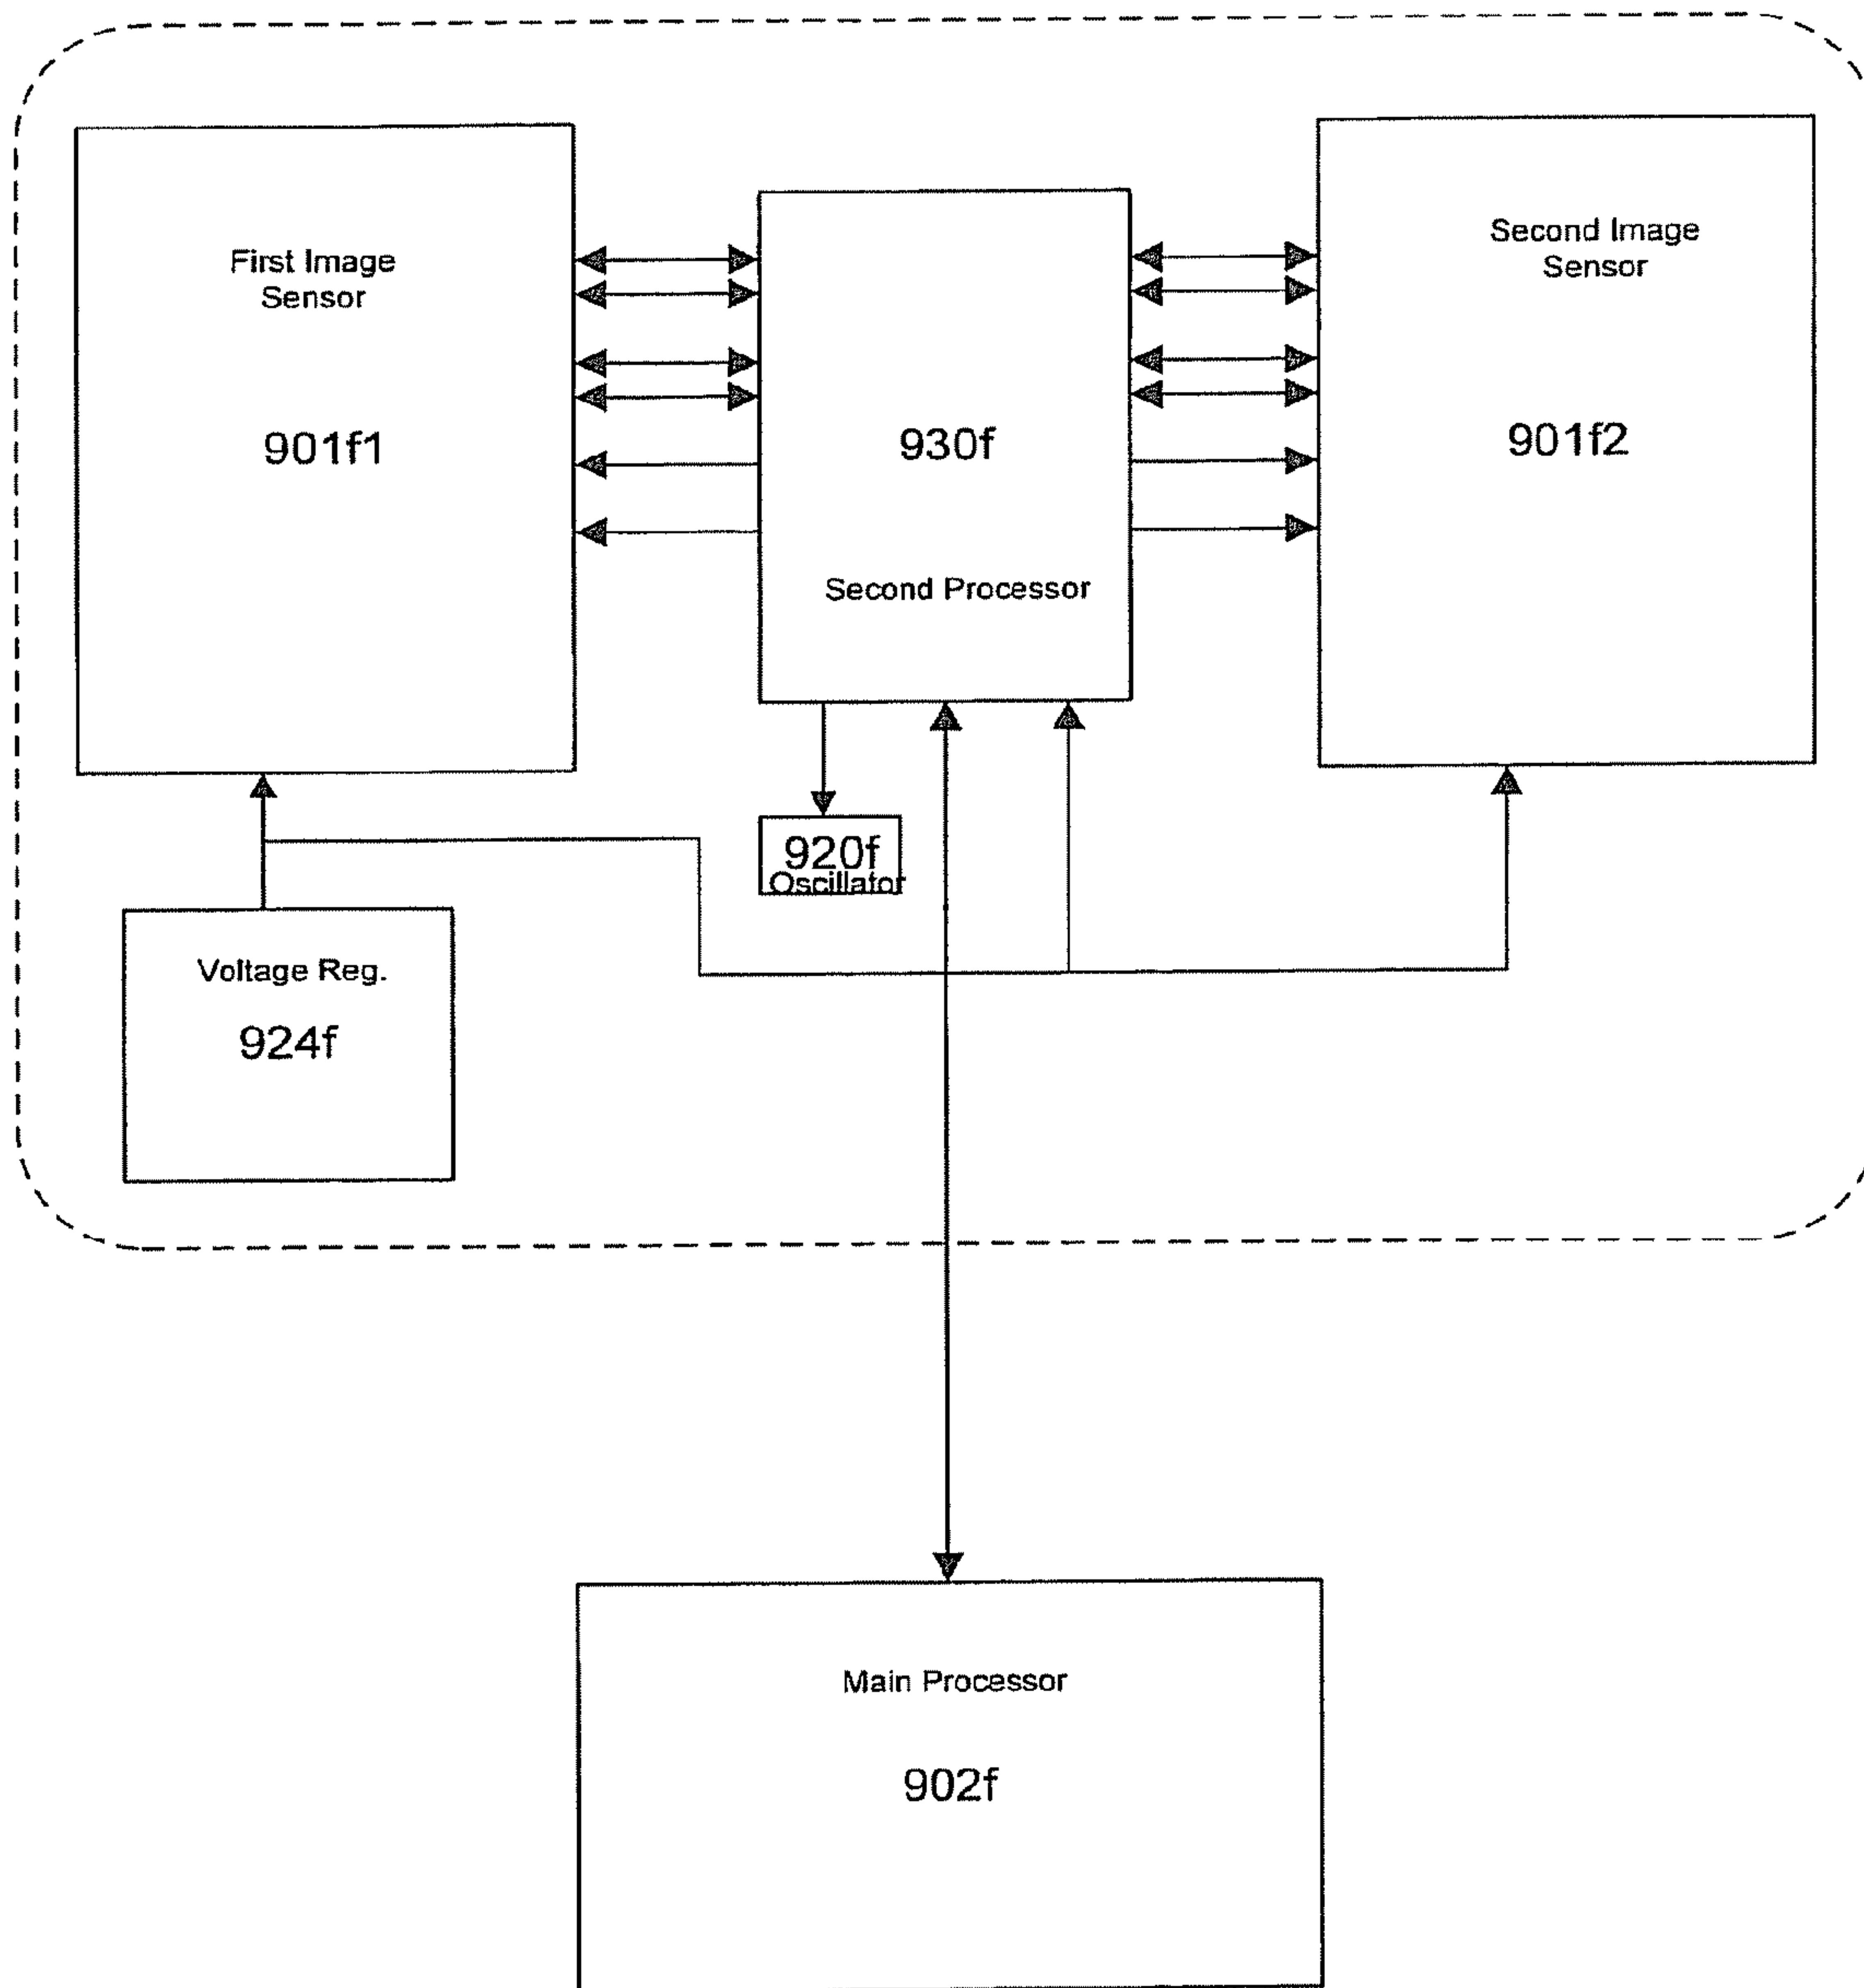 First Image
Sensor
901f1
930f
Second Processor
Second Image
Sensor
901f2
920f
Oscillator
Voltage Reg.
924f
Main Processor
902f